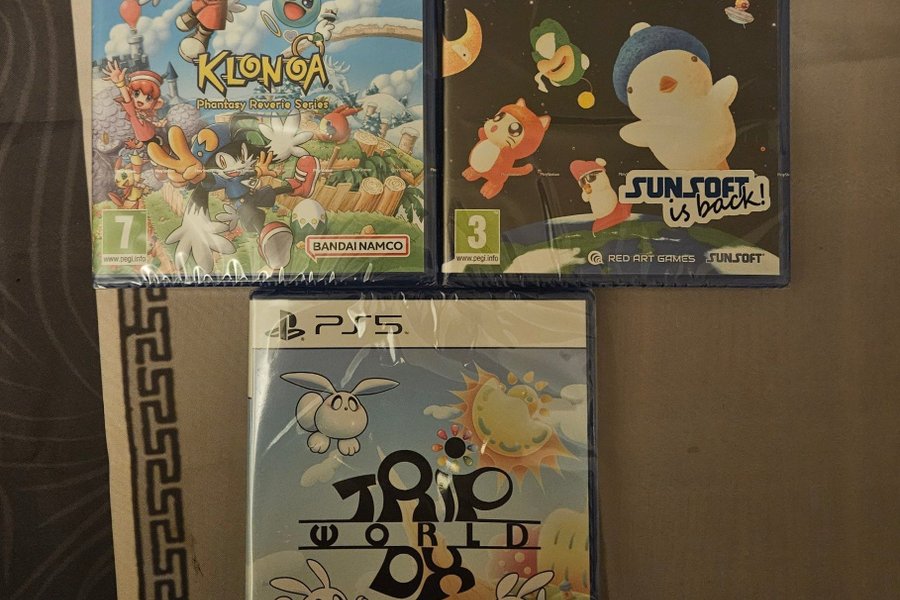 KLONOA
Phantasy Reverie Series
7
www.pegi.info
BANDAI NAMCO
SUNSOFT
is back!
3
www.pegi.info
RED ART GAMES
SUNSOFT
PS5
TRIP
WORLD
DX